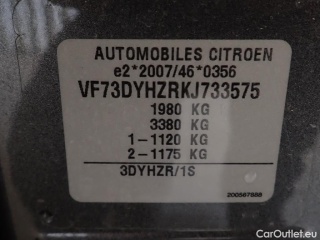 AUTOMOBILES CITROEN
e2*2007/46*0356
VF73DYHZRKJ733575
1980 KG
3380 KG
1-1120 KG
2-1175 KG
3DYHZR/1S
200587888
CarOutlet.eu